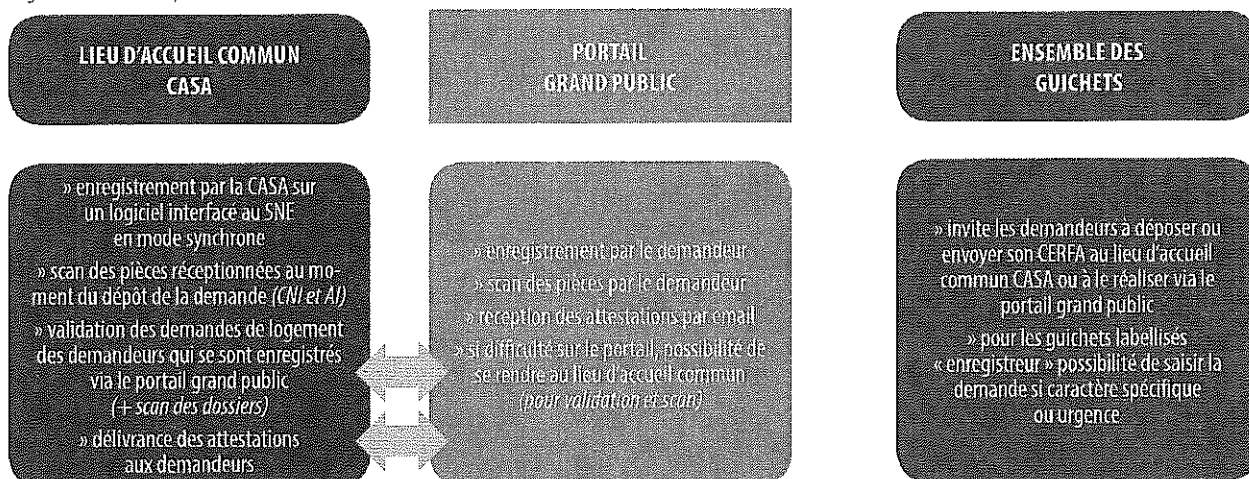 LIEU D'ACCUEIL COMMUN
CASA
PORTAIL
GRAND PUBLIC
ENSEMBLE DES
GUICHETS
» enregistrement par la CASA sur
un logiciel interfacé au SNE
en mode synchrone
» scan des pièces réceptionnées au mo-
ment du dépôt de la demande (CNI et AI)
» validation des demandes de logement
des demandeurs qui se sont enregistrés
via le portail grand public
(+ scan des dossiers)
» délivrance des attestations
aux demandeurs
» enregistrement par le demandeur
» scan des pièces par le demandeur
» réception des attestations par email
» si difficulté sur le portail, possibilité de
se rendre au lieu d'accueil commun
(pour validation et scan)
» invite les demandeurs à déposer ou
envoyer son CERFA au lieu d'accueil
commun CASA ou à le réaliser via le
portail grand public
» pour les guichets labellisés
« enregistreur » possibilité de saisir la
demande si caractère spécifique
ou urgence